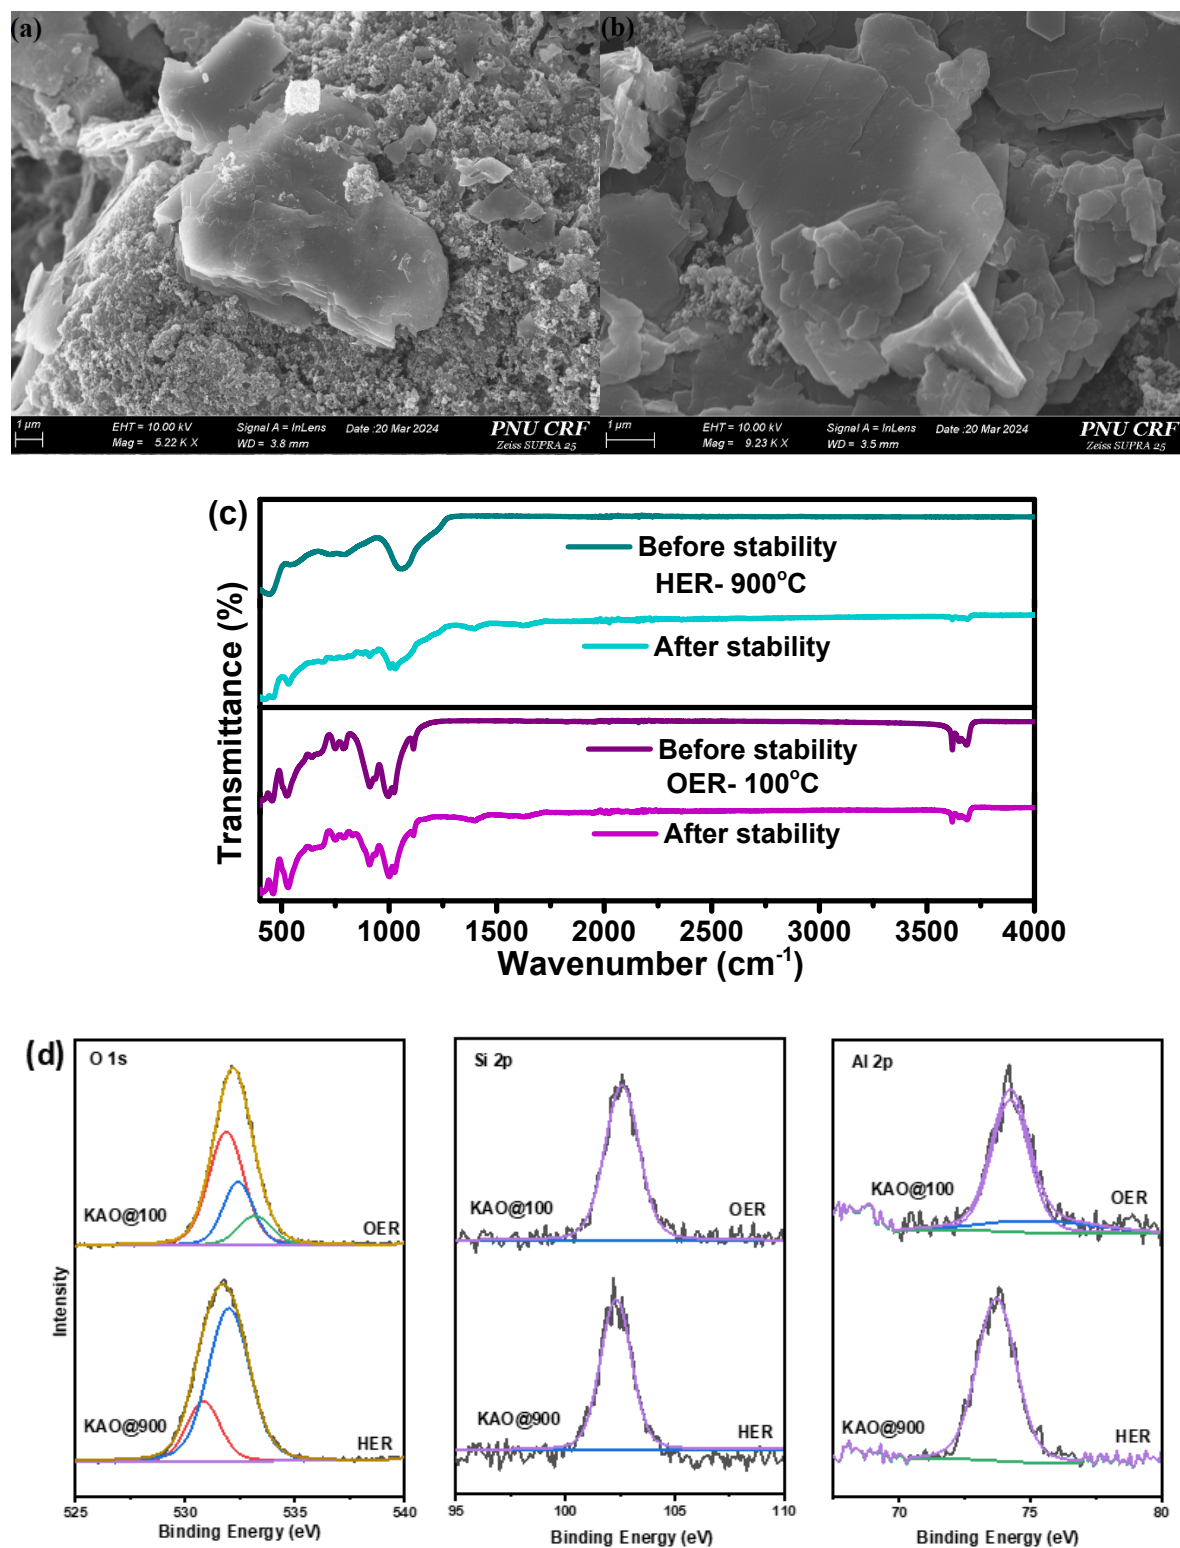 (a)
(b)
1 µm
EHT = 10.00 kV
Signal A = InLens
Date :20 Mar 2024
PNU CRF
Mag = 5.22 K X
WD = 3.8 mm
Zeiss SUPRA 25
1 µm
EHT = 10.00 kV
Signal A = InLens
Date :20 Mar 2024
PNU CRF
Mag = 9.23 K X
WD = 3.5 mm
Zeiss SUPRA 25
(c)
Transmittance (%)
Before stability
HER- 900°C
After stability
Before stability
OER- 100°C
After stability
500 1000 1500 2000 2500 3000 3500 4000
Wavenumber (cm⁻¹)
(d)
Intensity
O 1s
KAO@100
OER
KAO@900
HER
525 530 535 540
Binding Energy (eV)
Si 2p
KAO@100
OER
KAO@900
HER
95 100 105 110
Binding Energy (eV)
Al 2p
KAO@100
OER
KAO@900
HER
70 75 80
Binding Energy (eV)